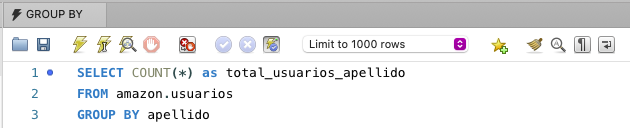 GROUP BY
Limit to 1000 rows
1 SELECT COUNT(*) as total_usuarios_apellido
2 FROM amazon.usuarios
3 GROUP BY apellido